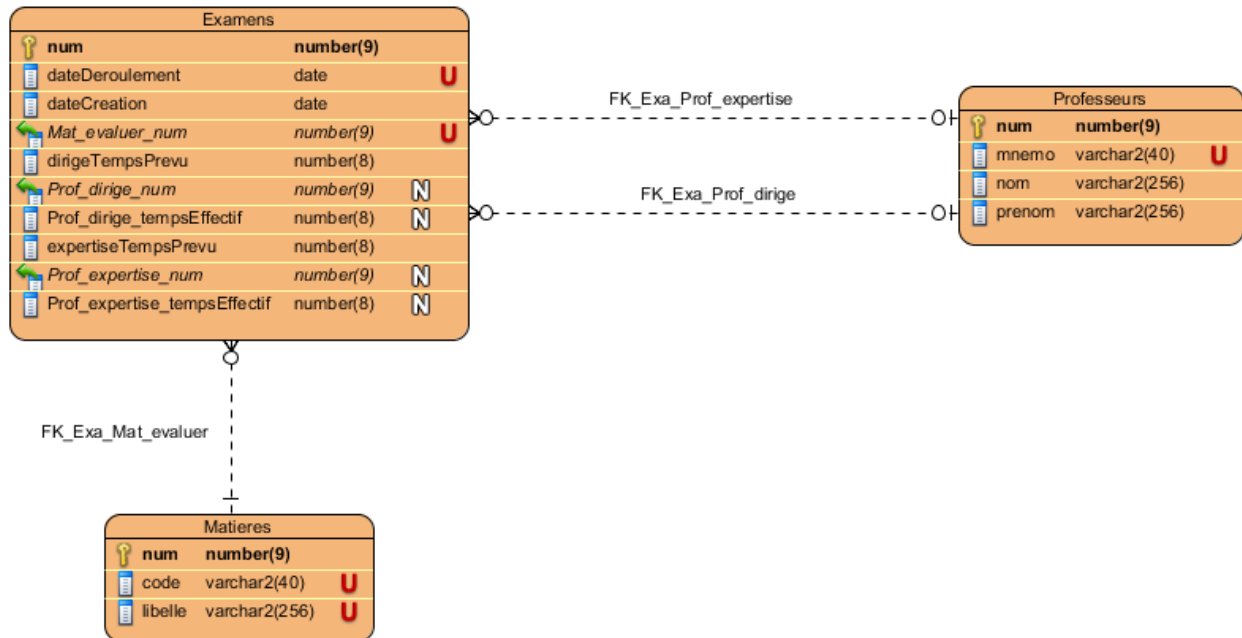 Examens
num number(9)
dateDeroulement date U
dateCreation date
Mat_evaluer_num number(9) U
dirigeTempsPrevu number(8)
Prof_dirige_num number(9) N
Prof_dirige_tempsEffectif number(8) N
expertiseTempsPrevu number(8)
Prof_expertise_num number(9) N
Prof_expertise_tempsEffectif number(8) N
FK_Exa_Prof_expertise
FK_Exa_Prof_dirige
Professeurs
num number(9)
mnemo varchar2(40) U
nom varchar2(256)
prenom varchar2(256)
FK_Exa_Mat_evaluer
Matieres
num number(9)
code varchar2(40) U
libelle varchar2(256) U